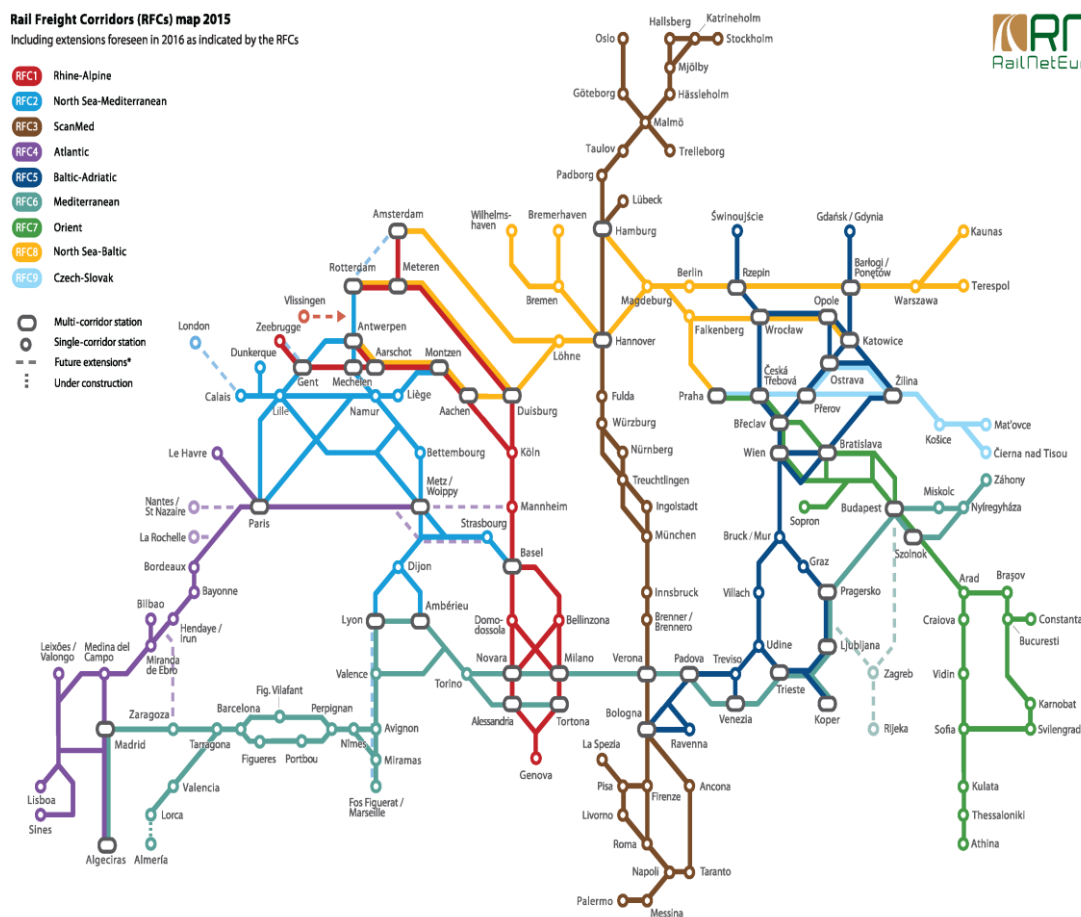 Rail Freight Corridors (RFCs) map 2015
Including extensions foreseen in 2016 as indicated by the RFCs
RFC1 Rhine-Alpine
RFC2 North Sea-Mediterranean
RFC3 ScanMed
RFC4 Atlantic
RFC5 Baltic-Adriatic
RFC6 Mediterranean
RFC7 Orient
RFC8 North Sea-Baltic
RFC9 Czech-Slovak
Multi-corridor station
Single-corridor station
Future extensions*
Under construction
RailNetEu
Hallsberg
Katrineholm
Oslo
Stockholm
Mjölby
Göteborg
Hässleholm
Malmö
Taulov
Trelleborg
Padborg
Lübeck
Amsterdam
Wilhelms-
haven
Bremerhaven
Hamburg
Świnoujście
Gdańsk / Gdynia
Kaunas
Rotterdam
Meteren
Bremen
Magdeburg
Berlin
Rzepin
Barłogi /
Ponętów
Warszawa
Terespol
Vlissingen
London
Zeebrugge
Antwerpen
Löhne
Hannover
Falkenberg
Wrocław
Opole
Katowice
Dunkerque
Gent
Mechelen
Aarschot
Montzen
Calais
Lille
Namur
Liège
Aachen
Duisburg
Fulda
Praha
Česká
Třebová
Ostrava
Přerov
Žilina
Würzburg
Břeclav
Košice
Maťovce
Čierna nad Tisou
Le Havre
Bettembourg
Köln
Nürnberg
Wien
Bratislava
Treuchtlingen
Nantes /
St Nazaire
Paris
Metz /
Woippy
Mannheim
Ingolstadt
Sopron
Budapest
Miskolc
Záhony
Nyíregyháza
La Rochelle
Strasbourg
München
Bruck / Mur
Szolnok
Bordeaux
Dijon
Basel
Graz
Bayonne
Innsbruck
Villach
Pragersko
Arad
Braşov
Bilbao
Hendaye /
Irun
Lyon
Ambérieu
Domo-
dossola
Bellinzona
Brenner /
Brennero
Craiova
Constanta
Bucuresti
Leixões /
Valongo
Medina del
Campo
Miranda
de Ebro
Valence
Torino
Novara
Milano
Verona
Padova
Treviso
Udine
Ljubljana
Zagreb
Vidin
Fig. Vilafant
Zaragoza
Barcelona
Perpignan
Alessandria
Tortona
Bologna
Venezia
Trieste
Koper
Karnobat
Madrid
Tarragona
Figueres
Portbou
Nîmes
Avignon
Ravenna
Rijeka
Sofia
Svilengrad
Miramas
Genova
La Spezia
Lisboa
Valencia
Fos Figuerat /
Marseille
Pisa
Firenze
Ancona
Kulata
Sines
Lorca
Livorno
Thessaloniki
Algeciras
Almería
Roma
Athina
Napoli
Taranto
Palermo
Messina